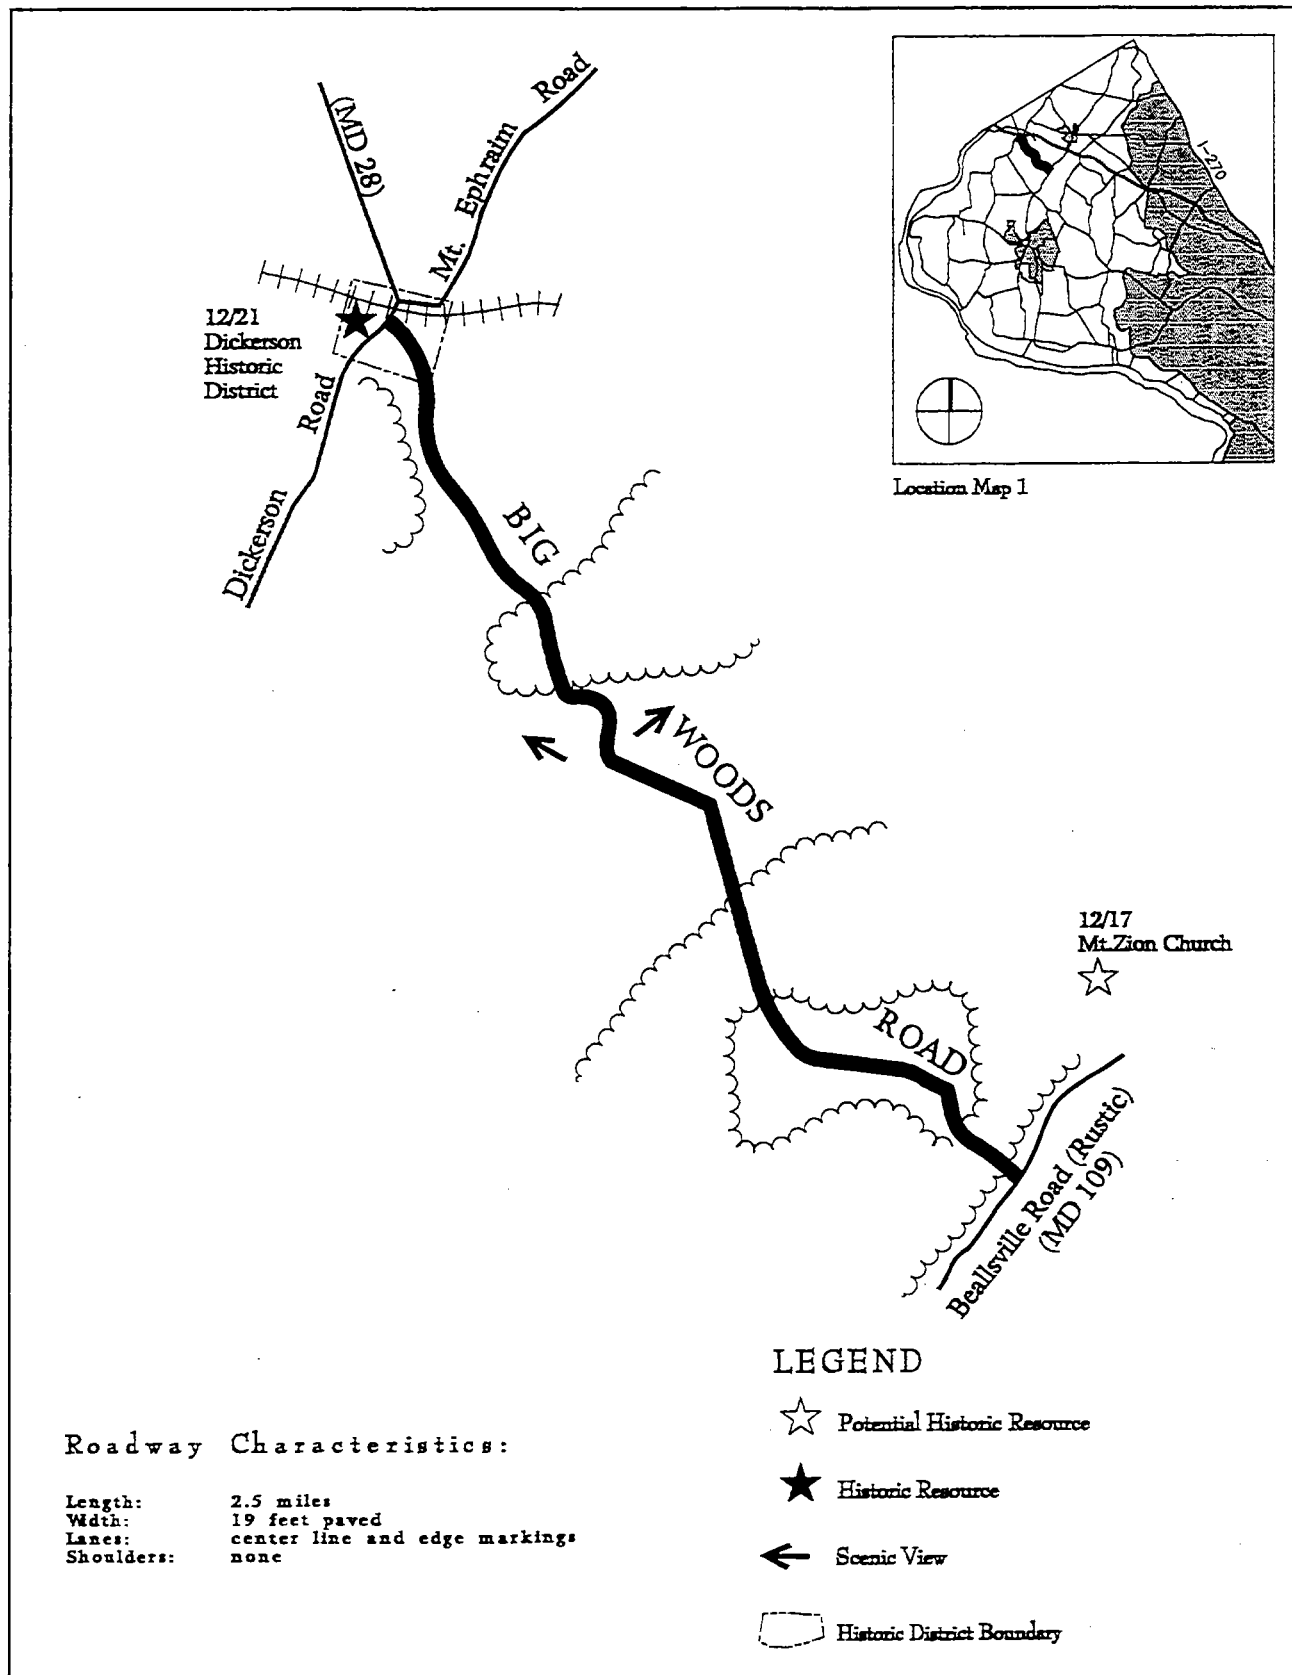 (MD 28)
Mt. Ephraim Road
I-270
12/21
Dickerson
Historic
District
Location Map 1
Dickerson Road
BIG WOODS ROAD
12/17
Mt.Zion Church
Beallsville Road (Rustic)
(MD 109)
LEGEND
Potential Historic Resource
Historic Resource
Scenic View
Historic District Boundary
Roadway Characteristics:
Length: 2.5 miles
Width: 19 feet paved
Lanes: center line and edge markings
Shoulders: none